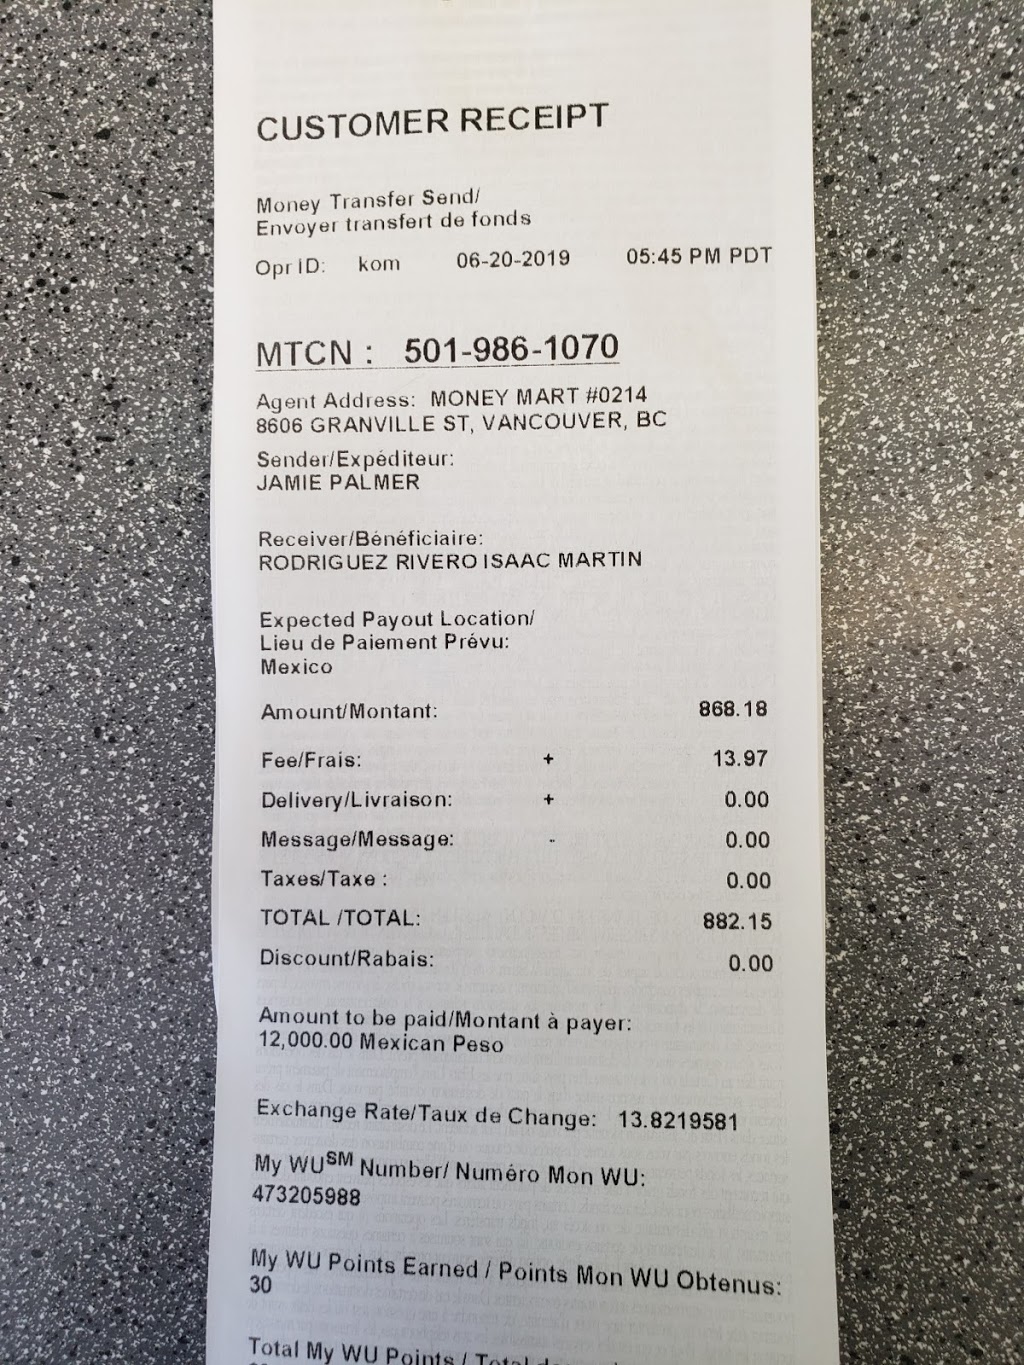 CUSTOMER RECEIPT
Money Transfer Send/
Envoyer transfert de fonds
Opr ID: kom 06-20-2019 05:45 PM PDT
MTCN : 501-986-1070
Agent Address: MONEY MART #0214
8606 GRANVILLE ST, VANCOUVER, BC
Sender/Expéditeur:
JAMIE PALMER
Receiver/Bénéficiaire:
RODRIGUEZ RIVERO ISAAC MARTIN
Expected Payout Location/
Lieu de Paiement Prévu:
Mexico
Amount/Montant: 868.18
Fee/Frais: + 13.97
Delivery/Livraison: + 0.00
Message/Message: - 0.00
Taxes/Taxe : 0.00
TOTAL /TOTAL: 882.15
Discount/Rabais: 0.00
Amount to be paid/Montant à payer:
12,000.00 Mexican Peso
Exchange Rate/Taux de Change: 13.8219581
My WU℠ Number/ Numéro Mon WU:
473205988
My WU Points Earned / Points Mon WU Obtenus:
30
Total My WU Points / Total